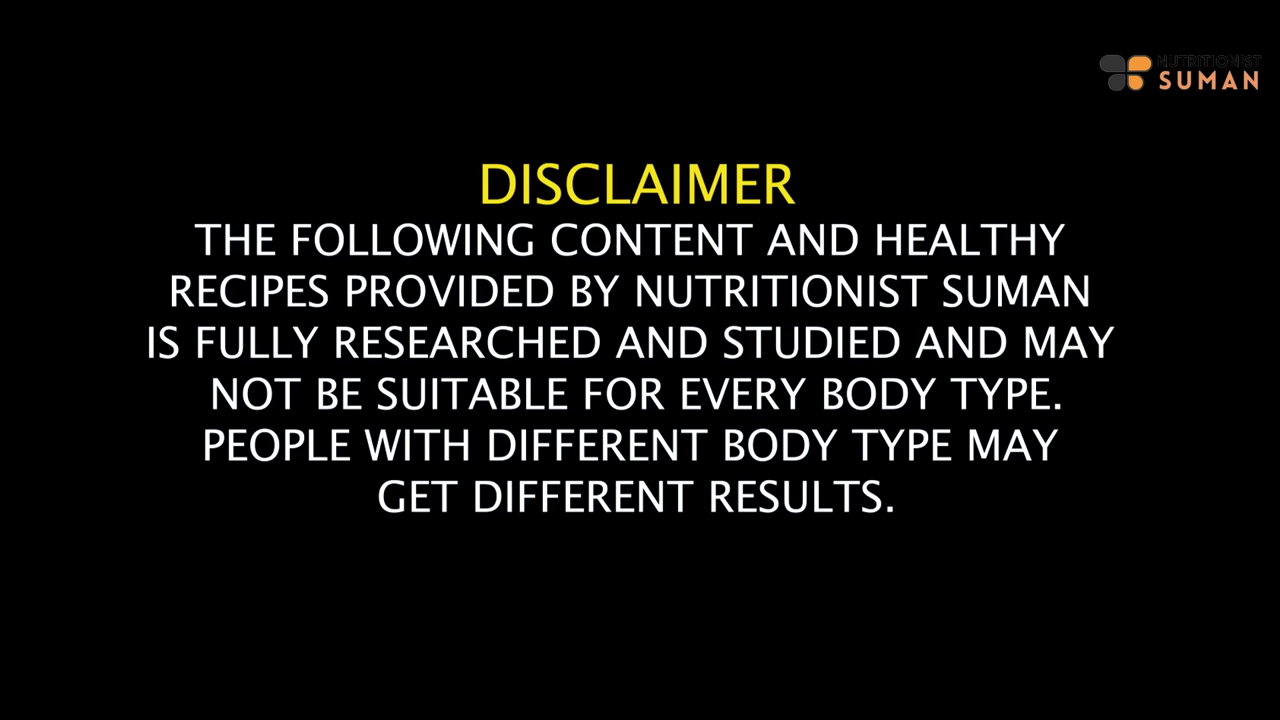 NUTRITIONIST
SUMAN
DISCLAIMER
THE FOLLOWING CONTENT AND HEALTHY
RECIPES PROVIDED BY NUTRITIONIST SUMAN
IS FULLY RESEARCHED AND STUDIED AND MAY
NOT BE SUITABLE FOR EVERY BODY TYPE.
PEOPLE WITH DIFFERENT BODY TYPE MAY
GET DIFFERENT RESULTS.